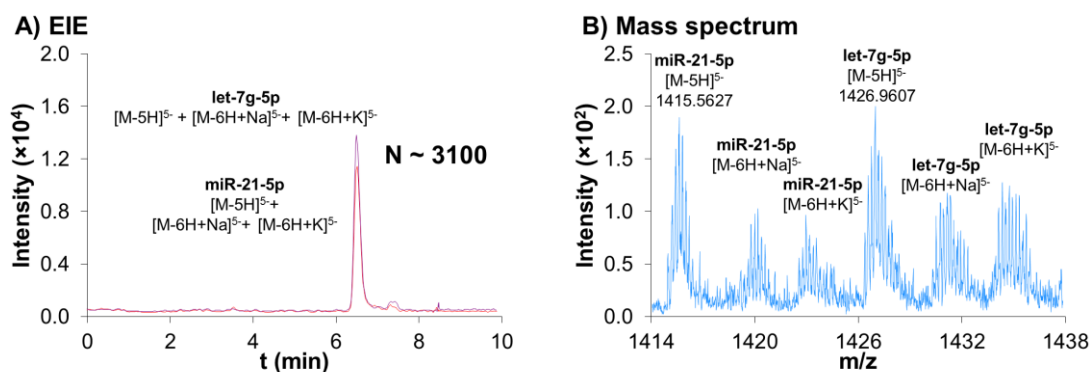 A) EIE
2.0
1.6
1.2
0.8
0.4
0.0
Intensity (×10⁴)
let-7g-5p
[M-5H]⁵⁻ + [M-6H+Na]⁵⁻+ [M-6H+K]⁵⁻
N ~ 3100
miR-21-5p
[M-5H]⁵⁻+
[M-6H+Na]⁵⁻+ [M-6H+K]⁵⁻
0 2 4 6 8 10
t (min)
B) Mass spectrum
2.5
2.0
1.5
1.0
0.5
0.0
Intensity (×10²)
miR-21-5p
[M-5H]⁵⁻
1415.5627
miR-21-5p
[M-6H+Na]⁵⁻
miR-21-5p
[M-6H+K]⁵⁻
let-7g-5p
[M-5H]⁵⁻
1426.9607
let-7g-5p
[M-6H+Na]⁵⁻
let-7g-5p
[M-6H+K]⁵⁻
1414 1420 1426 1432 1438
m/z